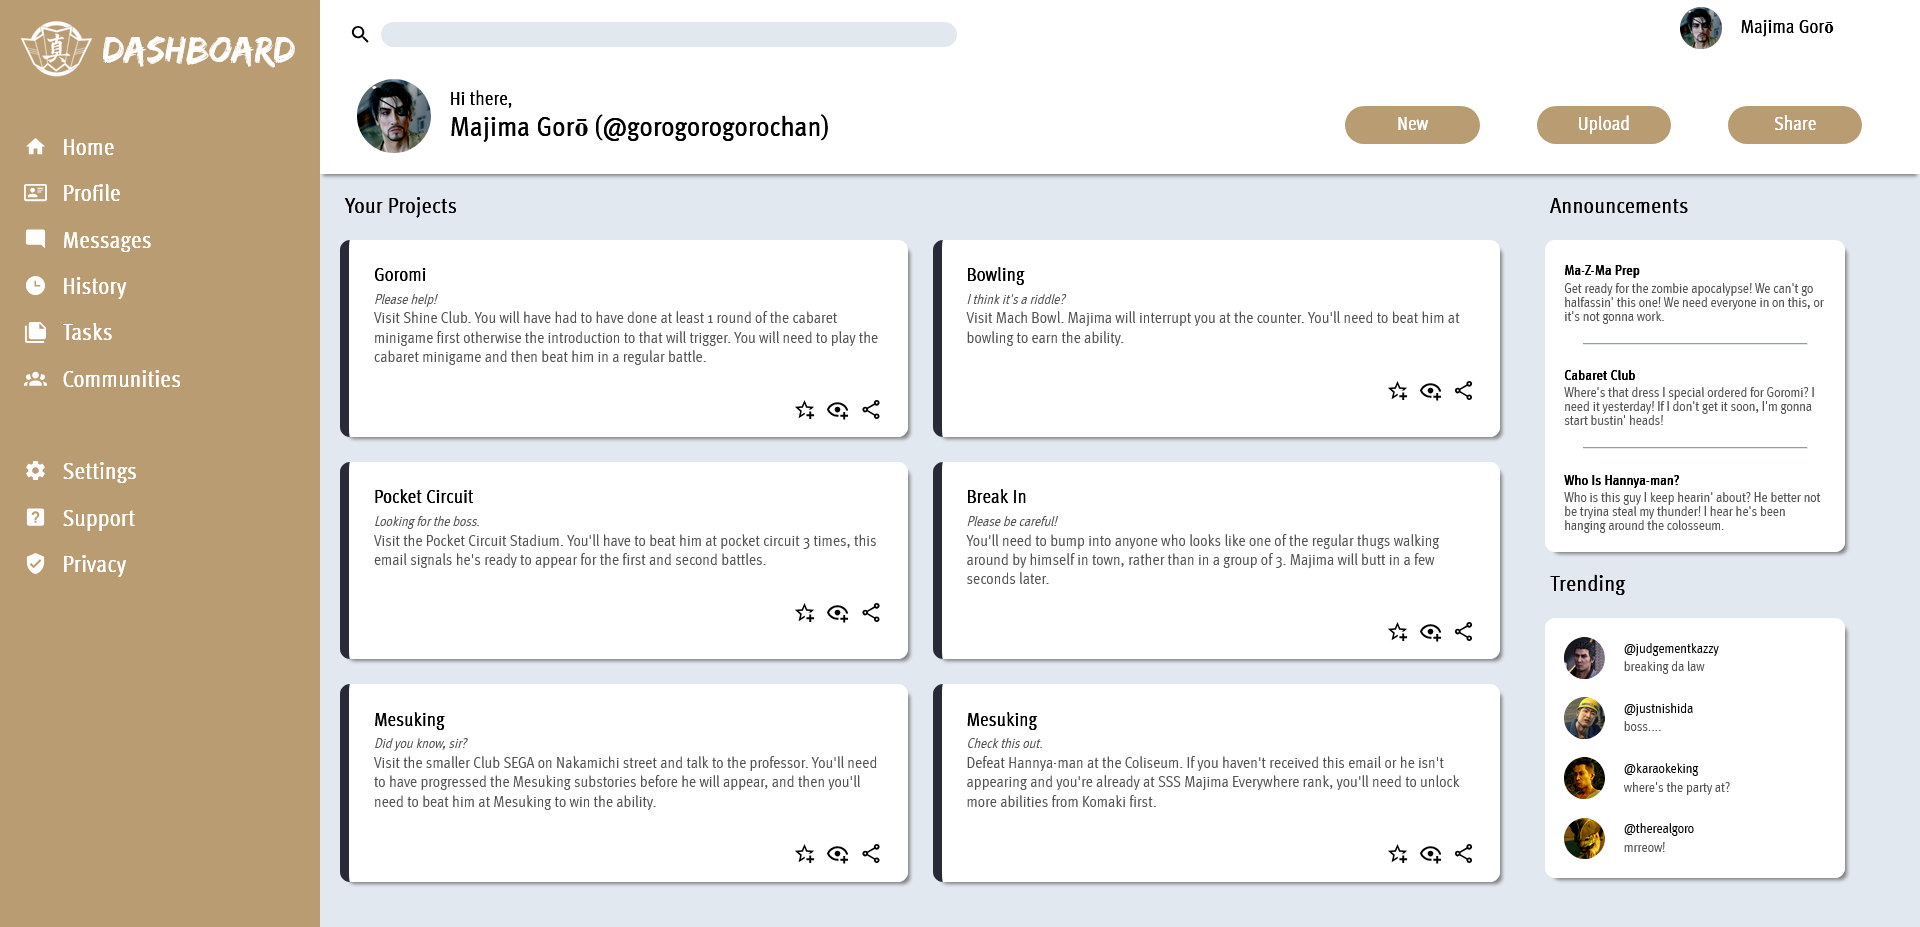 真 DASHBOARD
Home
Profile
Messages
History
Tasks
Communities
Settings
Support
Privacy
Majima Gorō
Hi there,
Majima Gorō (@gorogorogorochan)
New
Upload
Share
Your Projects
Goromi
Please help!
Visit Shine Club. You will have had to have done at least 1 round of the cabaret
minigame first otherwise the introduction to that will trigger. You will need to play the
cabaret minigame and then beat him in a regular battle.
Bowling
I think it's a riddle?
Visit Mach Bowl. Majima will interrupt you at the counter. You'll need to beat him at
bowling to earn the ability.
Pocket Circuit
Looking for the boss.
Visit the Pocket Circuit Stadium. You'll have to beat him at pocket circuit 3 times, this
email signals he's ready to appear for the first and second battles.
Break In
Please be careful!
You'll need to bump into anyone who looks like one of the regular thugs walking
around by himself in town, rather than in a group of 3. Majima will butt in a few
seconds later.
Mesuking
Did you know, sir?
Visit the smaller Club SEGA on Nakamichi street and talk to the professor. You'll need
to have progressed the Mesuking substories before he will appear, and then you'll
need to beat him at Mesuking to win the ability.
Mesuking
Check this out.
Defeat Hannya-man at the Coliseum. If you haven't received this email or he isn't
appearing and you're already at SSS Majima Everywhere rank, you'll need to unlock
more abilities from Komaki first.
Announcements
Ma-Z-Ma Prep
Get ready for the zombie apocalypse! We can't go
halfassin' this one! We need everyone in on this, or
it's not gonna work.
Cabaret Club
Where's that dress I special ordered for Goromi? I
need it yesterday! If I don't get it soon, I'm gonna
start bustin' heads!
Who Is Hannya-man?
Who is this guy I keep hearin' about? He better not
be tryina steal my thunder! I hear he's been
hanging around the colosseum.
Trending
@judgementkazzy
breaking da law
@justnishida
boss....
@karaokeking
where's the party at?
@therealgoro
mrreow!